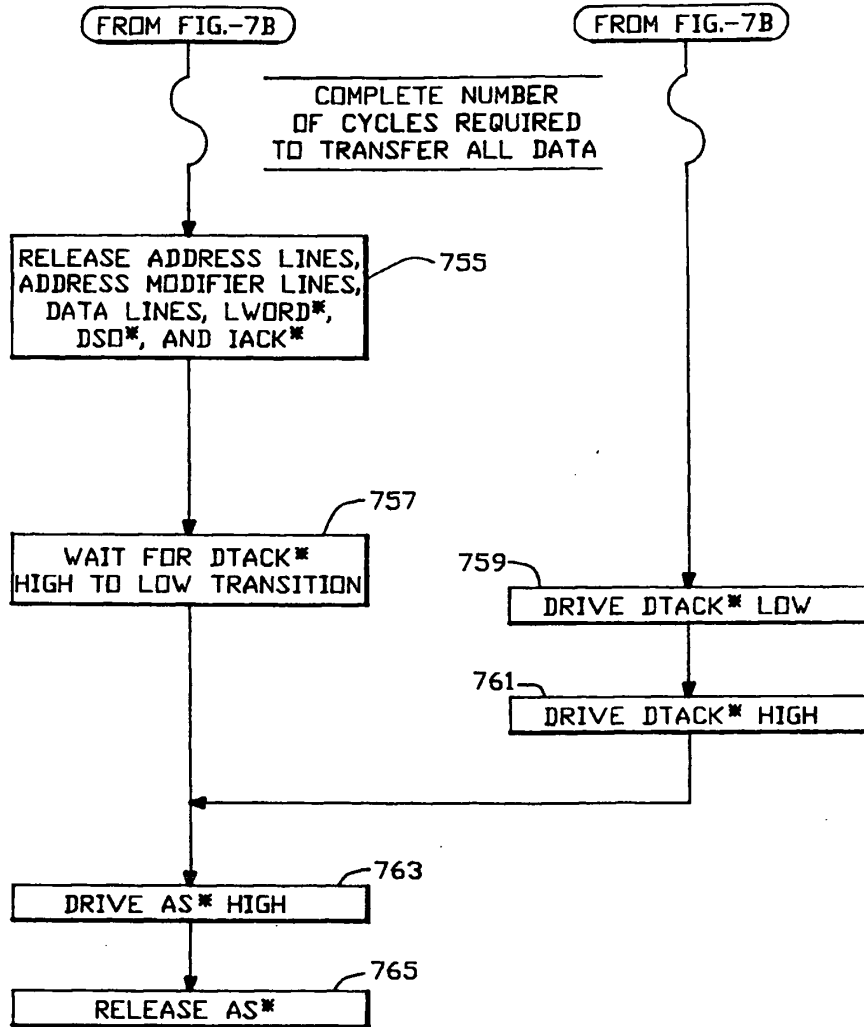 FROM FIG.-7B
FROM FIG.-7B
COMPLETE NUMBER
OF CYCLES REQUIRED
TO TRANSFER ALL DATA
RELEASE ADDRESS LINES,
ADDRESS MODIFIER LINES,
DATA LINES, LWORD*,
DS0*, AND IACK*
755
WAIT FOR DTACK*
HIGH TO LOW TRANSITION
757
759
DRIVE DTACK* LOW
761
DRIVE DTACK* HIGH
763
DRIVE AS* HIGH
765
RELEASE AS*